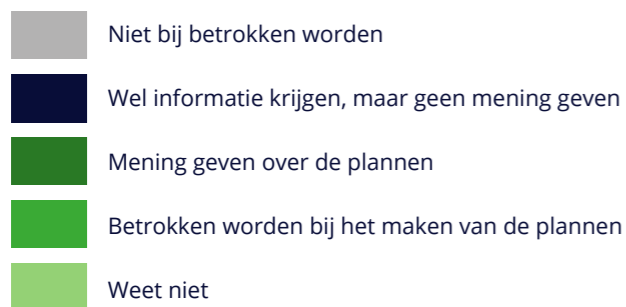 Niet bij betrokken worden
Wel informatie krijgen, maar geen mening geven
Mening geven over de plannen
Betrokken worden bij het maken van de plannen
Weet niet